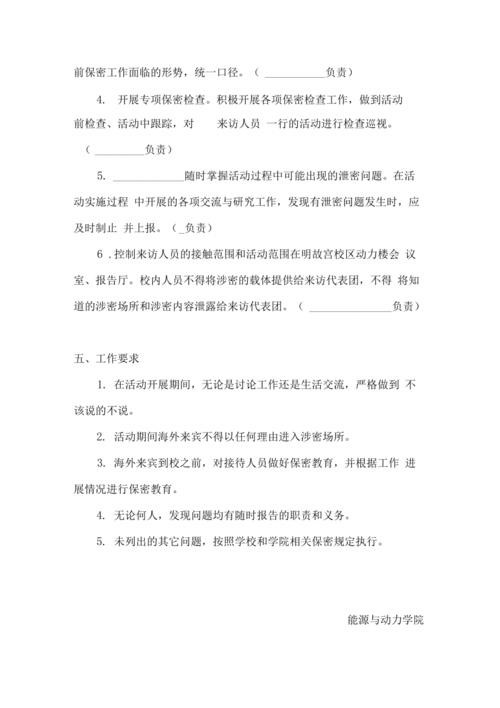 前保密工作面临的形势，统一口径。（ ___________负责）
4. 开展专项保密检查。积极开展各项保密检查工作，做到活动
前检查、活动中跟踪，对 来访人员 一行的活动进行检查巡视。
（ _________负责）
5. _____________随时掌握活动过程中可能出现的泄密问题。在活
动实施过程 中开展的各项交流与研究工作，发现有泄密问题发生时，应
及时制止 并上报。（_负责）
6 .控制来访人员的接触范围和活动范围在明故宫校区动力楼会 议
室、报告厅。校内人员不得将涉密的载体提供给来访代表团，不得 将知
道的涉密场所和涉密内容泄露给来访代表团。（ _______________负责）
五、工作要求
1. 在活动开展期间，无论是讨论工作还是生活交流，严格做到 不
该说的不说。
2. 活动期间海外来宾不得以任何理由进入涉密场所。
3. 海外来宾到校之前，对接待人员做好保密教育，并根据工作 进
展情况进行保密教育。
4. 无论何人，发现问题均有随时报告的职责和义务。
5. 未列出的其它问题，按照学校和学院相关保密规定执行。
能源与动力学院